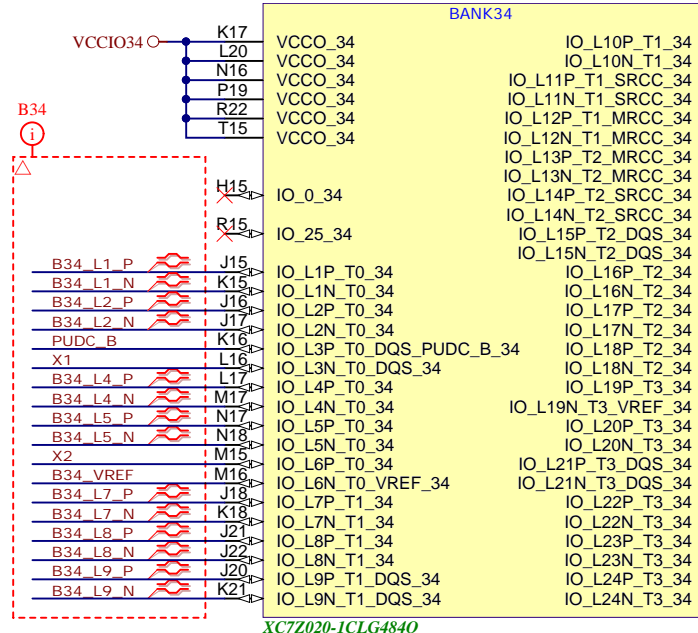 BANK34
VCCIO34
K17 VCCO_34 IO_L10P_T1_34
L20 VCCO_34 IO_L10N_T1_34
N16 VCCO_34 IO_L11P_T1_SRCC_34
P19 VCCO_34 IO_L11N_T1_SRCC_34
R22 VCCO_34 IO_L12P_T1_MRCC_34
T15 VCCO_34 IO_L12N_T1_MRCC_34
B34
i
IO_L13P_T2_MRCC_34
IO_L13N_T2_MRCC_34
H15 IO_0_34 IO_L14P_T2_SRCC_34
IO_L14N_T2_SRCC_34
R15 IO_25_34 IO_L15P_T2_DQS_34
IO_L15N_T2_DQS_34
B34_L1_P J15 IO_L1P_T0_34 IO_L16P_T2_34
B34_L1_N K15 IO_L1N_T0_34 IO_L16N_T2_34
B34_L2_P J16 IO_L2P_T0_34 IO_L17P_T2_34
B34_L2_N J17 IO_L2N_T0_34 IO_L17N_T2_34
PUDC_B K16 IO_L3P_T0_DQS_PUDC_B_34 IO_L18P_T2_34
X1 L16 IO_L3N_T0_DQS_34 IO_L18N_T2_34
B34_L4_P L17 IO_L4P_T0_34 IO_L19P_T3_34
B34_L4_N M17 IO_L4N_T0_34 IO_L19N_T3_VREF_34
B34_L5_P N17 IO_L5P_T0_34 IO_L20P_T3_34
B34_L5_N N18 IO_L5N_T0_34 IO_L20N_T3_34
X2 M15 IO_L6P_T0_34 IO_L21P_T3_DQS_34
B34_VREF M16 IO_L6N_T0_VREF_34 IO_L21N_T3_DQS_34
B34_L7_P J18 IO_L7P_T1_34 IO_L22P_T3_34
B34_L7_N K18 IO_L7N_T1_34 IO_L22N_T3_34
B34_L8_P J21 IO_L8P_T1_34 IO_L23P_T3_34
B34_L8_N J22 IO_L8N_T1_34 IO_L23N_T3_34
B34_L9_P J20 IO_L9P_T1_DQS_34 IO_L24P_T3_34
B34_L9_N K21 IO_L9N_T1_DQS_34 IO_L24N_T3_34
XC7Z020-1CLG484O